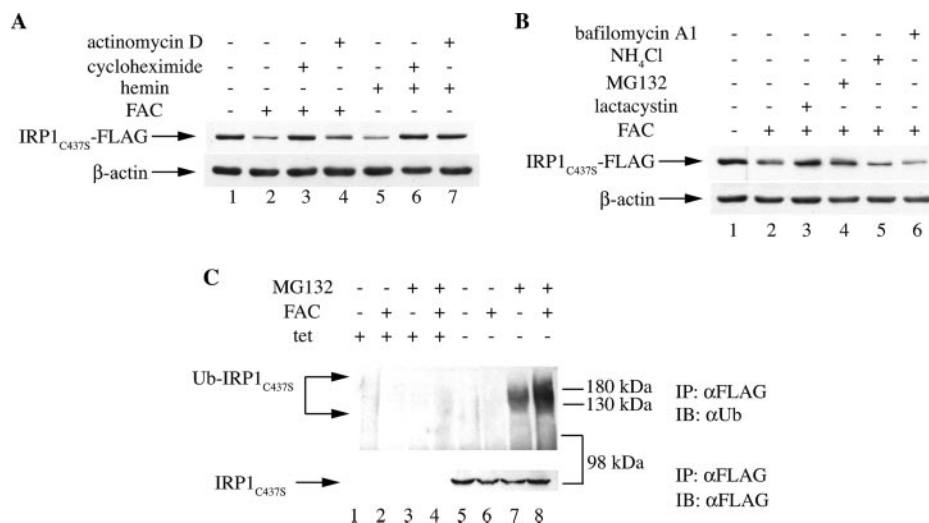 A
actinomycin D - - - + - - +
cycloheximide - - + - - + -
hemin - - - - + + +
FAC - + + + - - -
IRP1C437S-FLAG
β-actin
1 2 3 4 5 6 7
B
bafilomycin A1 - - - - - +
NH4Cl - - - - + -
MG132 - - - + - -
lactacystin - - + - - -
FAC - + + + + +
IRP1C437S-FLAG
β-actin
1 2 3 4 5 6
C
MG132 - - + + - - + +
FAC - + - + - + - +
tet + + + + - - - -
Ub-IRP1C437S
180 kDa
130 kDa
IP: αFLAG
IB: αUb
98 kDa
IRP1C437S
IP: αFLAG
IB: αFLAG
1 2 3 4 5 6 7 8